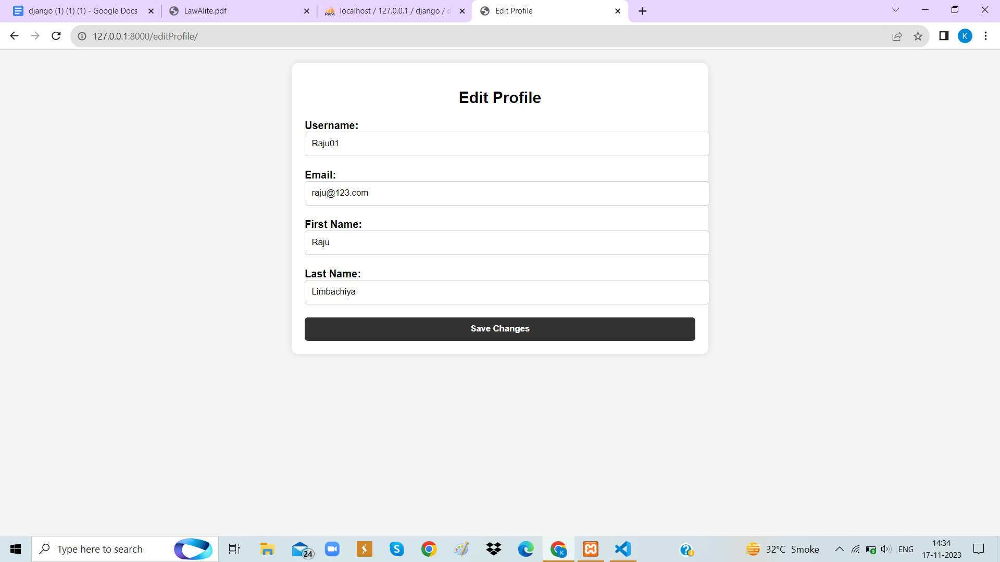 django (1) (1) (1) - Google Docs
LawAlite.pdf
PMA
localhost / 127.0.0.1 / django / d
Edit Profile
127.0.0.1:8000/editProfile/
K
Edit Profile
Username:
Raju01
Email:
raju@123.com
First Name:
Raju
Last Name:
Limbachiya
Save Changes
Type here to search
24
K
32°C Smoke
ENG
14:34
17-11-2023